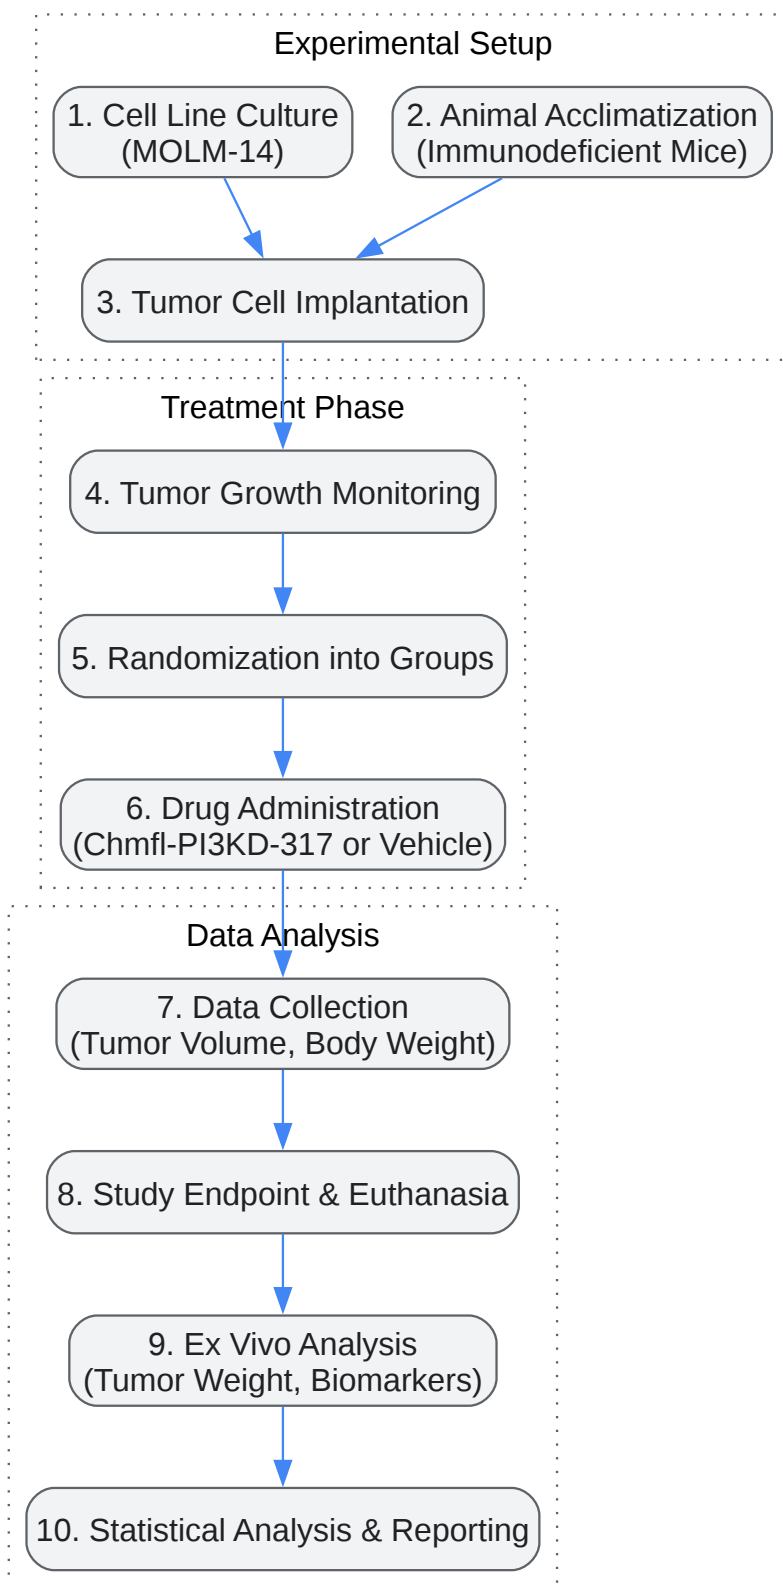 Experimental Setup
1. Cell Line Culture
(MOLM-14)
2. Animal Acclimatization
(Immunodeficient Mice)
3. Tumor Cell Implantation
Treatment Phase
4. Tumor Growth Monitoring
5. Randomization into Groups
6. Drug Administration
(Chmfl-PI3KD-317 or Vehicle)
Data Analysis
7. Data Collection
(Tumor Volume, Body Weight)
8. Study Endpoint & Euthanasia
9. Ex Vivo Analysis
(Tumor Weight, Biomarkers)
10. Statistical Analysis & Reporting